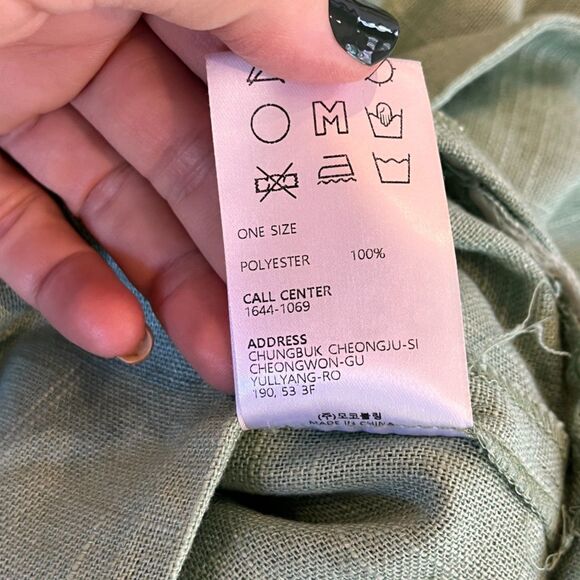 M
ONE SIZE
POLYESTER 100%
CALL CENTER
1644-1069
ADDRESS
CHUNGBUK CHEONGJU-SI
CHEONGWON-GU
YULLYANG-RO
190, 53 3F
(주)모코블링
MADE IN CHINA